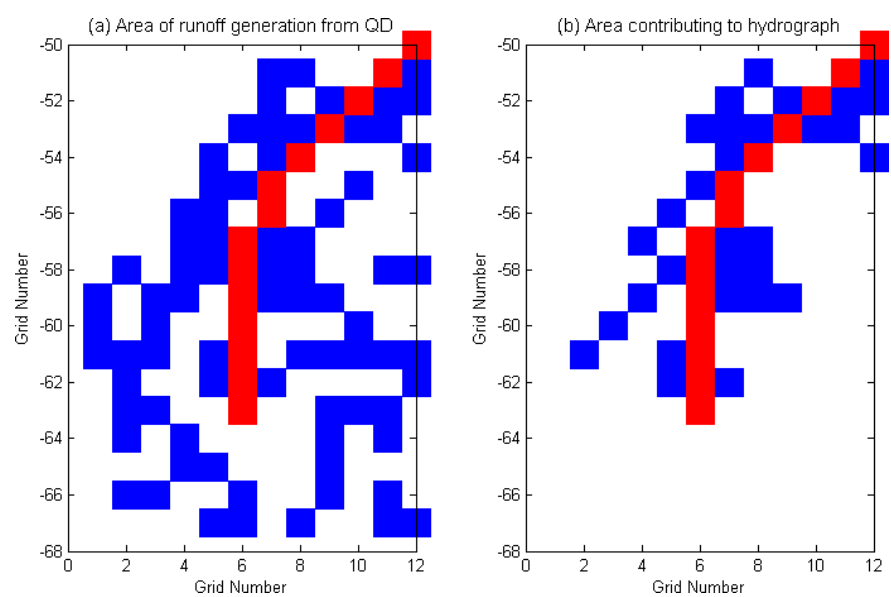 (a) Area of runoff generation from QD
-50
-52
-54
-56
-58
-60
-62
-64
-66
-68
Grid Number
0 2 4 6 8 10 12
Grid Number
(b) Area contributing to hydrograph
-50
-52
-54
-56
-58
-60
-62
-64
-66
-68
Grid Number
0 2 4 6 8 10 12
Grid Number